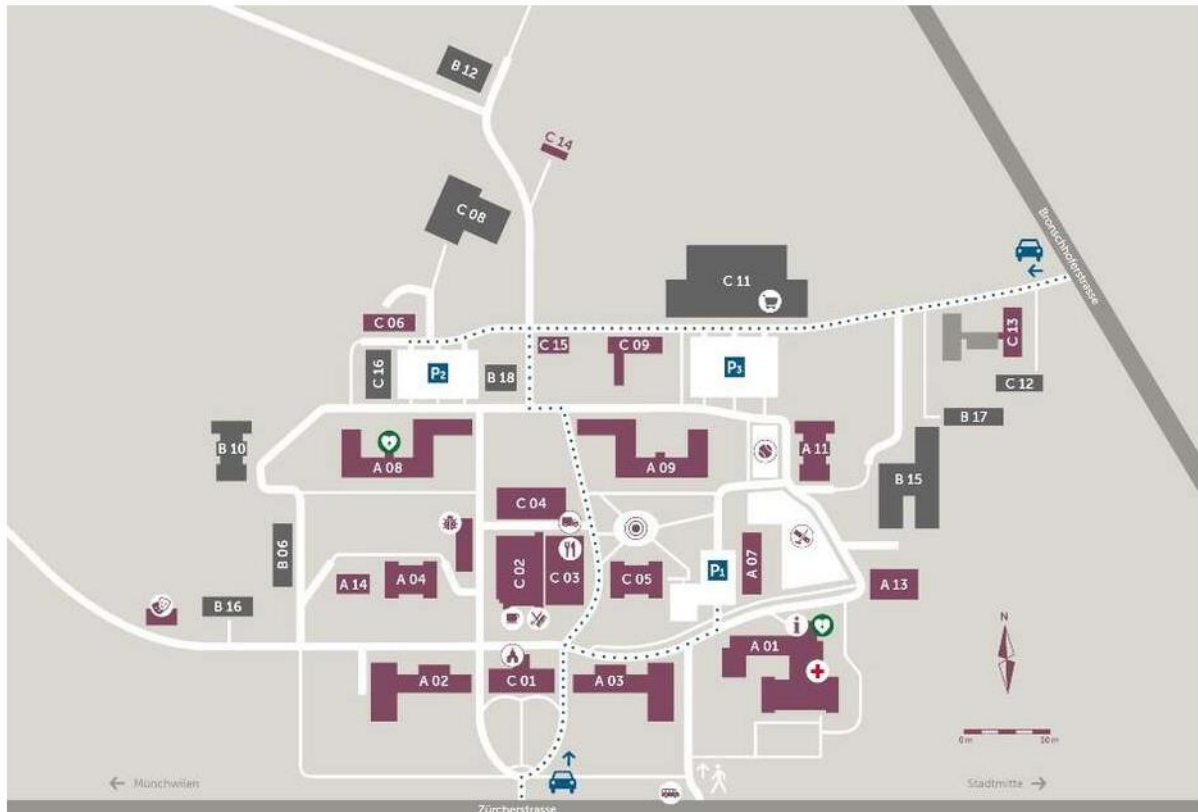 B 12
C 14
C 08
Bronschhoferstrasse
C 11
C 06
C 15
C 09
C 13
C 16
P2
B 18
P3
C 12
B 17
B 10
A 08
A 09
A 11
B 15
C 04
B 06
A 14
A 04
C 02
C 03
C 05
P1
A 07
A 13
B 16
i
A 01
N
A 02
C 01
A 03
0 m
50 m
← Münchwilen
Stadtmitte →
Zürcherstrasse